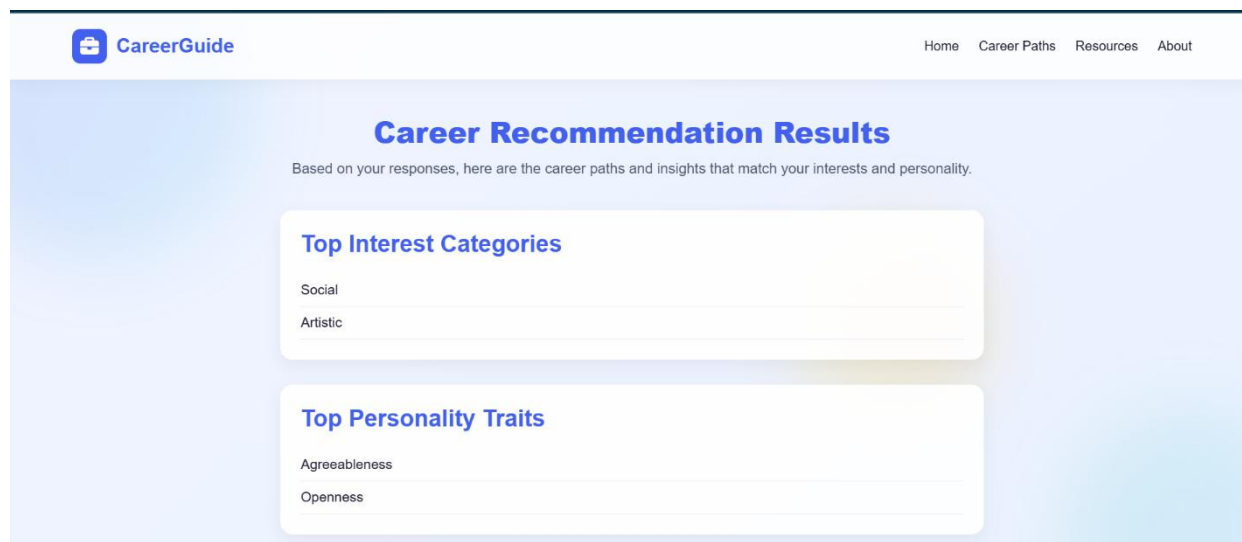 CareerGuide
Home Career Paths Resources About
Career Recommendation Results
Based on your responses, here are the career paths and insights that match your interests and personality.
Top Interest Categories
Social
Artistic
Top Personality Traits
Agreeableness
Openness